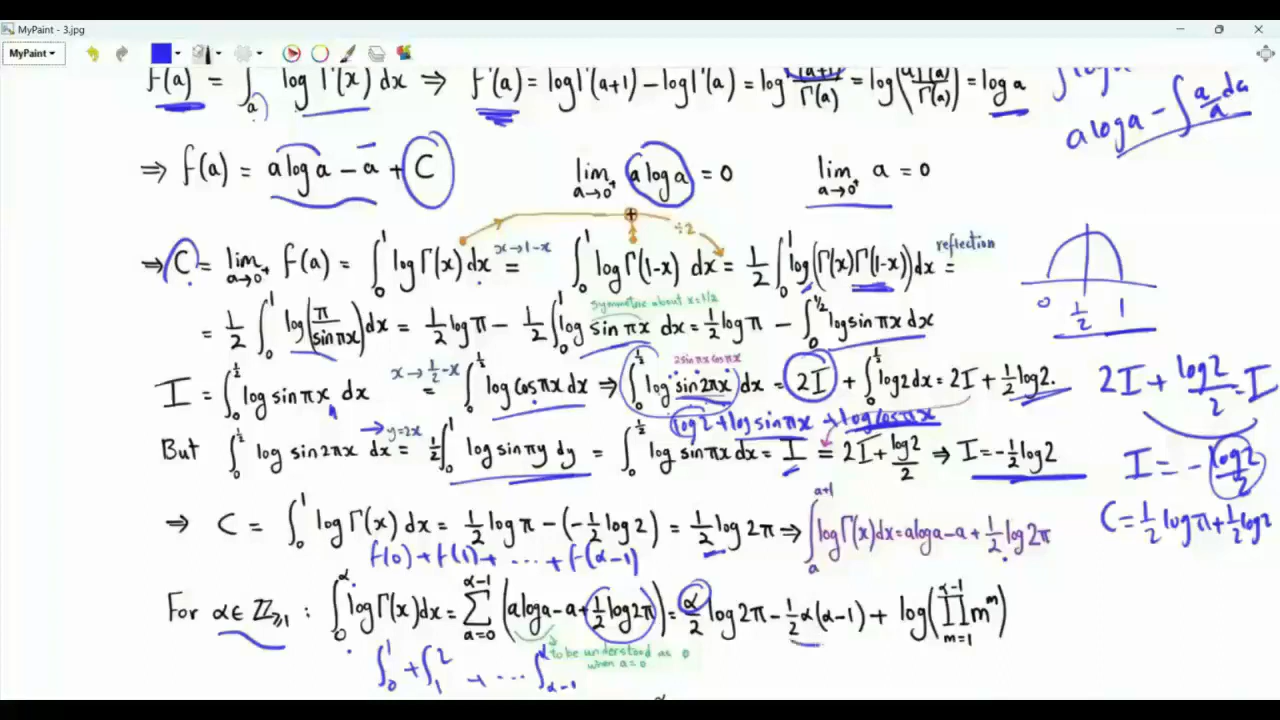 MyPaint - 3.jpg
MyPaint
f(a) = ∫_a log Γ(x) dx ⇒ f'(a) = log Γ(a+1) − log Γ(a) = log (Γ(a+1)/Γ(a)) = log (aΓ(a)/Γ(a)) = log a
a log a − ∫ a/a da
⇒ f(a) = a log a − a + C lim_{a→0⁺} a log a = 0 lim_{a→0⁺} a = 0
÷2
⇒ C = lim_{a→0⁺} f(a) = ∫_0^1 log Γ(x) dx = x→1−x ∫_0^1 log Γ(1−x) dx = 1/2 ∫_0^1 log(Γ(x)Γ(1−x)) dx = reflection
0 1/2 1
symmetric about x=1/2
= 1/2 ∫_0^1 log(π/sin πx) dx = 1/2 log π − 1/2 ∫_0^1 log sin πx dx = 1/2 log π − ∫_0^{1/2} log sin πx dx
2 sin πx cos πx
I = ∫_0^{1/2} log sin πx dx x→1/2−x = ∫_0^{1/2} log cos πx dx ⇒ ∫_0^{1/2} log sin 2πx dx = 2I + ∫_0^{1/2} log 2 dx = 2I + 1/2 log 2.
2I + log2/2 = I
log 2 + log sin πx + log cos πx
But ∫_0^{1/2} log sin 2πx dx y=2x = 1/2 ∫_0^1 log sin πy dy = ∫_0^{1/2} log sin πx dx = I = 2I + log2/2 ⇒ I = −1/2 log 2
I = − log2/2
⇒ C = ∫_0^1 log Γ(x) dx = 1/2 log π − (−1/2 log 2) = 1/2 log 2π ⇒ ∫_a^{a+1} log Γ(x) dx = a log a − a + 1/2 log 2π
C = 1/2 log π + 1/2 log 2
f(0) + f(1) + ... + f(α−1)
For α ∈ ℤ≥1 : ∫_0^α log Γ(x) dx = Σ_{a=0}^{α−1} (a log a − a + 1/2 log 2π) = α/2 log 2π − 1/2 α(α−1) + log(∏_{m=1}^{α−1} m^m)
to be understood as 0
when a=0
∫_0^1 + ∫_1^2 + ... ∫_{α−1}^α